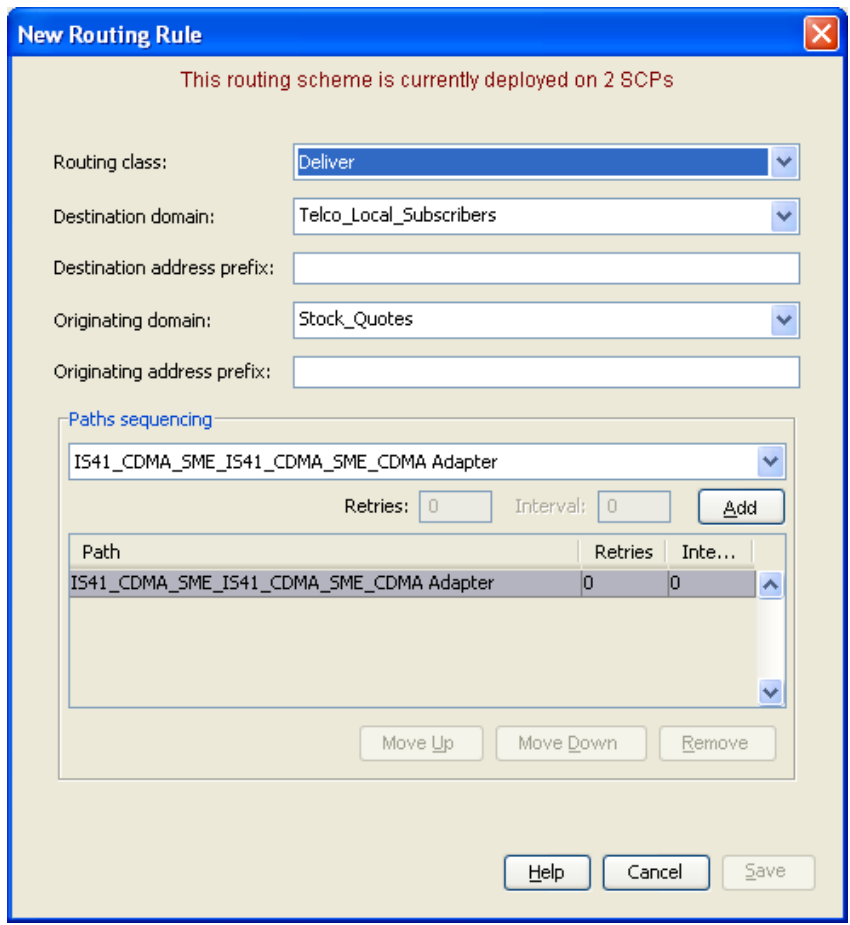 New Routing Rule
This routing scheme is currently deployed on 2 SCPs
Routing class: Deliver
Destination domain: Telco_Local_Subscribers
Destination address prefix:
Originating domain: Stock_Quotes
Originating address prefix:
Paths sequencing
IS41_CDMA_SME_IS41_CDMA_SME_CDMA Adapter
Retries: 0 Interval: 0 Add
Path Retries Inte...
IS41_CDMA_SME_IS41_CDMA_SME_CDMA Adapter 0 0
Move Up Move Down Remove
Help Cancel Save